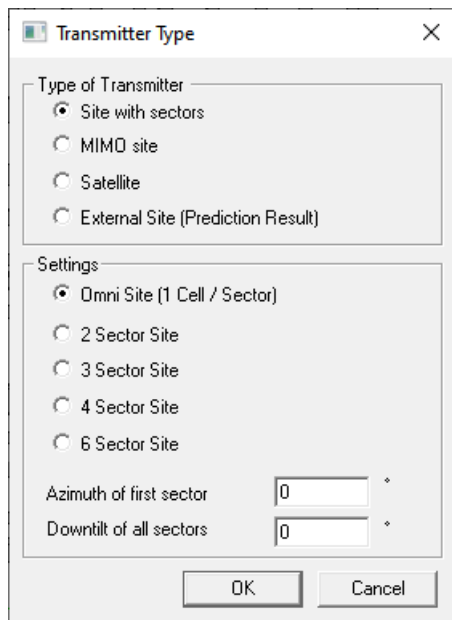 Transmitter Type
Type of Transmitter
Site with sectors
MIMO site
Satellite
External Site (Prediction Result)
Settings
Omni Site (1 Cell / Sector)
2 Sector Site
3 Sector Site
4 Sector Site
6 Sector Site
Azimuth of first sector 0 °
Downtilt of all sectors 0 °
OK Cancel